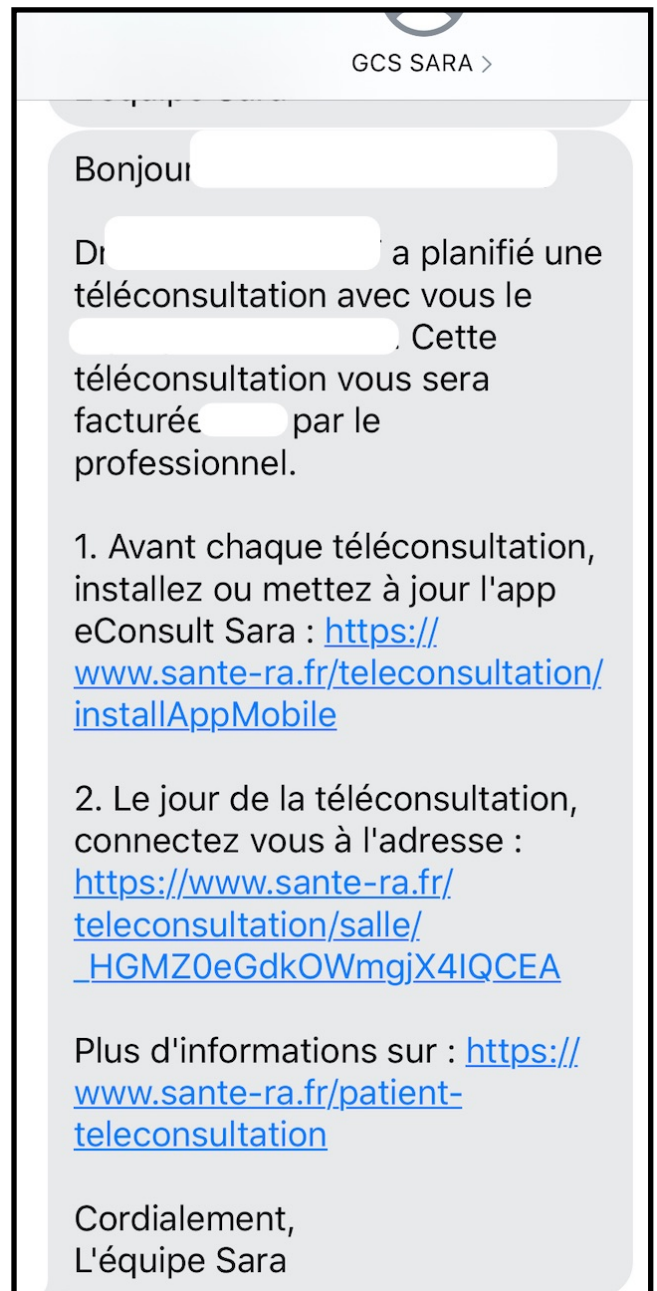 GCS SARA >
Bonjour
Dr a planifié une
téléconsultation avec vous le
. Cette
téléconsultation vous sera
facturée par le
professionnel.
1. Avant chaque téléconsultation,
installez ou mettez à jour l'app
eConsult Sara : https://
www.sante-ra.fr/teleconsultation/
installAppMobile
2. Le jour de la téléconsultation,
connectez vous à l'adresse :
https://www.sante-ra.fr/
teleconsultation/salle/
_HGMZ0eGdkOWmgjX4IQCEA
Plus d'informations sur : https://
www.sante-ra.fr/patient-
teleconsultation
Cordialement,
L'équipe Sara